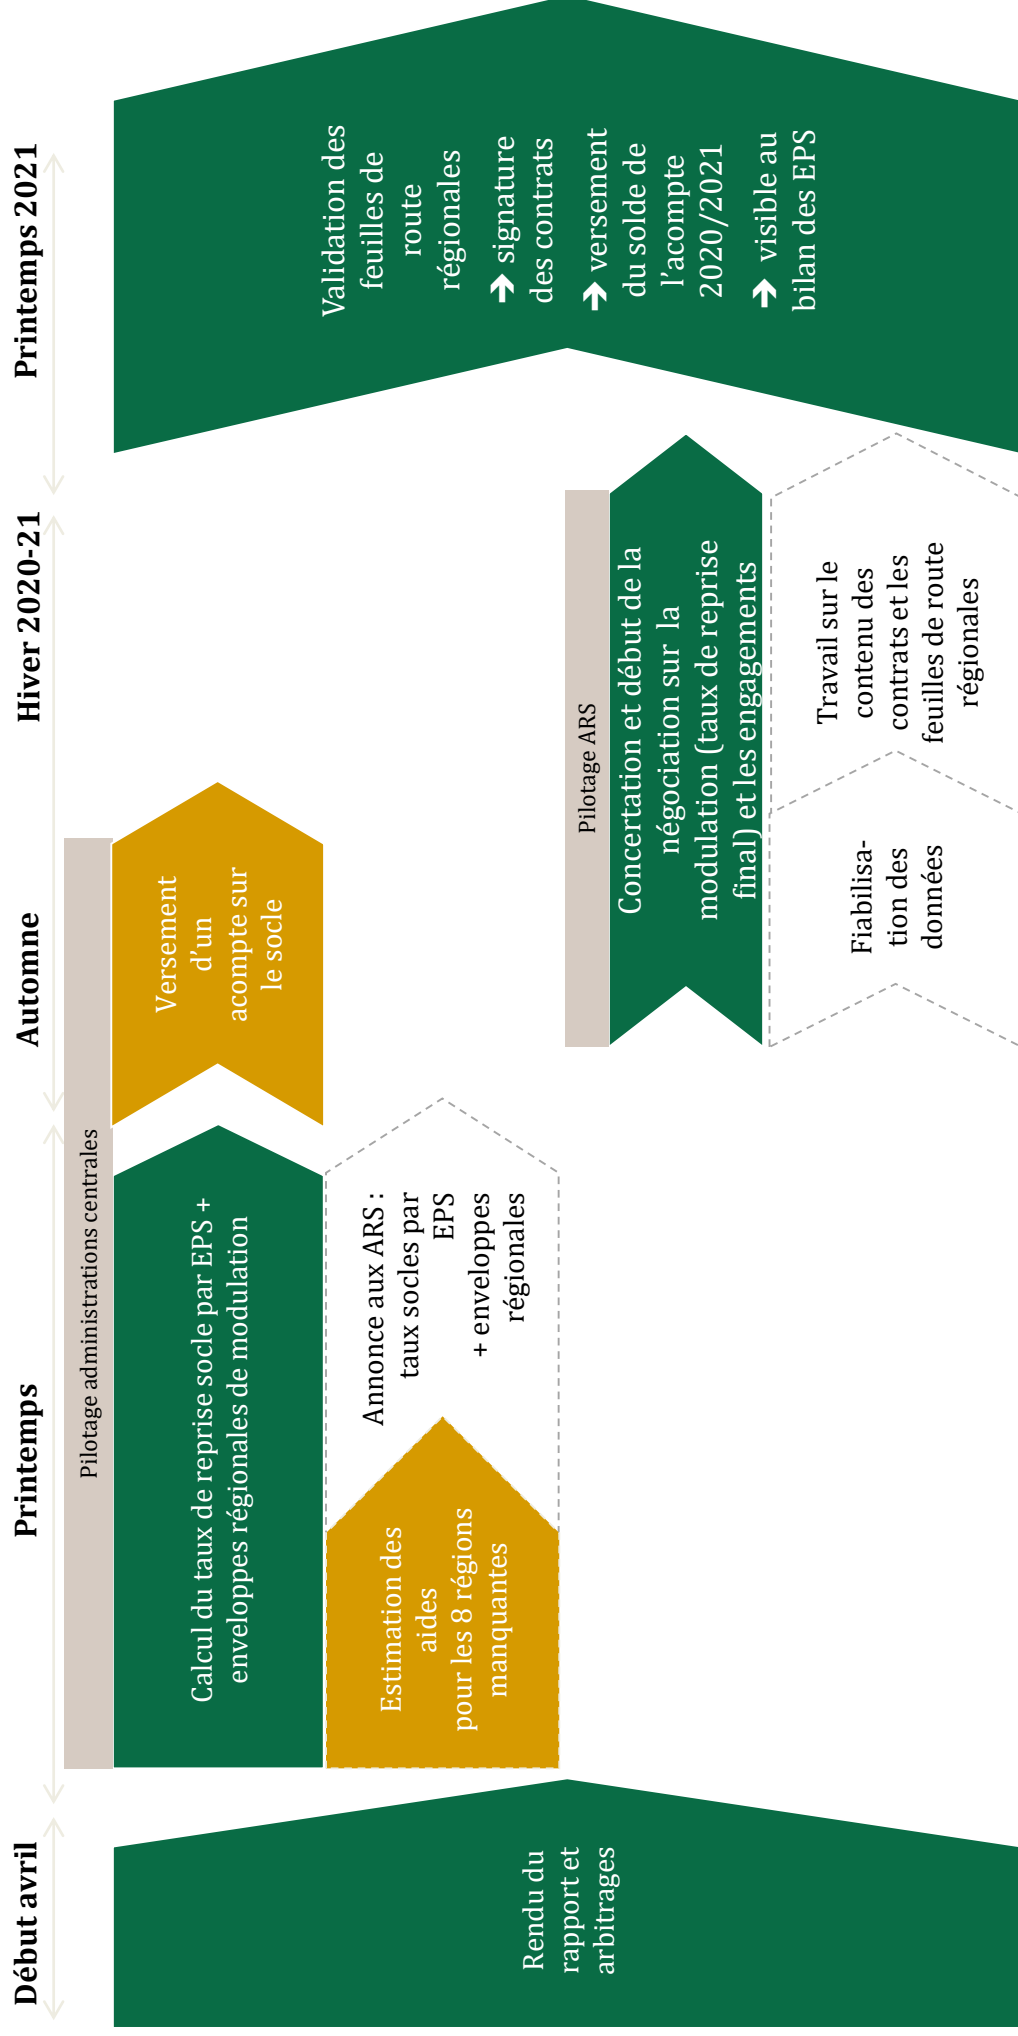 Début avril
Printemps
Automne
Hiver 2020-21
Printemps 2021
Pilotage administrations centrales
Rendu du
rapport et
arbitrages
Calcul du taux de reprise socle par EPS +
enveloppes régionales de modulation
Versement
d'un
acompte sur
le socle
Estimation des
aides
pour les 8 régions
manquantes
Annonce aux ARS :
taux socles par
EPS
+ enveloppes
régionales
Pilotage ARS
Concertation et début de la
négociation sur la
modulation (taux de reprise
final) et les engagements
Fiabilisa-
tion des
données
Travail sur le
contenu des
contrats et les
feuilles de route
régionales
Validation des
feuilles de
route
régionales
➔ signature
des contrats
➔ versement
du solde de
l'acompte
2020/2021
➔ visible au
bilan des EPS